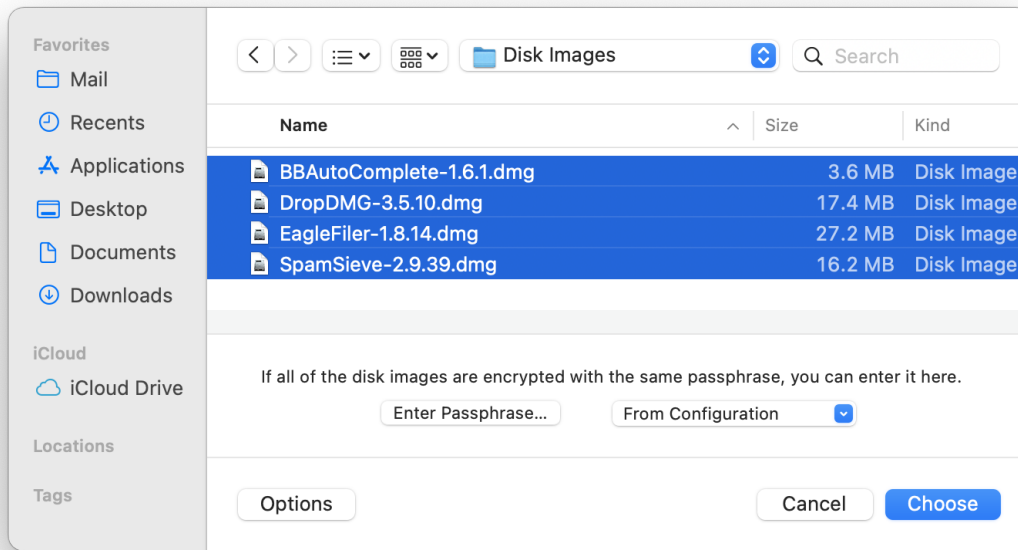 Favorites
Mail
Recents
Applications
Desktop
Documents
Downloads
iCloud
iCloud Drive
Locations
Tags
Disk Images
Search
Name Size Kind
BBAutoComplete-1.6.1.dmg 3.6 MB Disk Image
DropDMG-3.5.10.dmg 17.4 MB Disk Image
EagleFiler-1.8.14.dmg 27.2 MB Disk Image
SpamSieve-2.9.39.dmg 16.2 MB Disk Image
If all of the disk images are encrypted with the same passphrase, you can enter it here.
Enter Passphrase... From Configuration
Options Cancel Choose